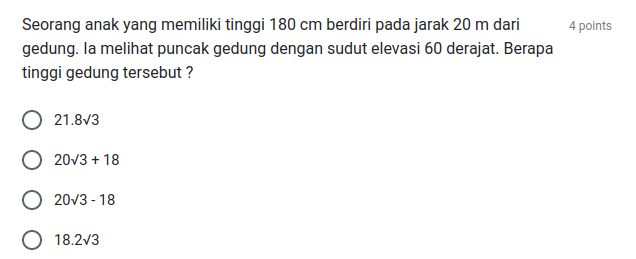 Seorang anak yang memiliki tinggi 180 cm berdiri pada jarak 20 m dari
4 points
gedung. Ia melihat puncak gedung dengan sudut elevasi 60 derajat. Berapa
tinggi gedung tersebut ?
21.8√3
20√3 + 18
20√3 - 18
18.2√3